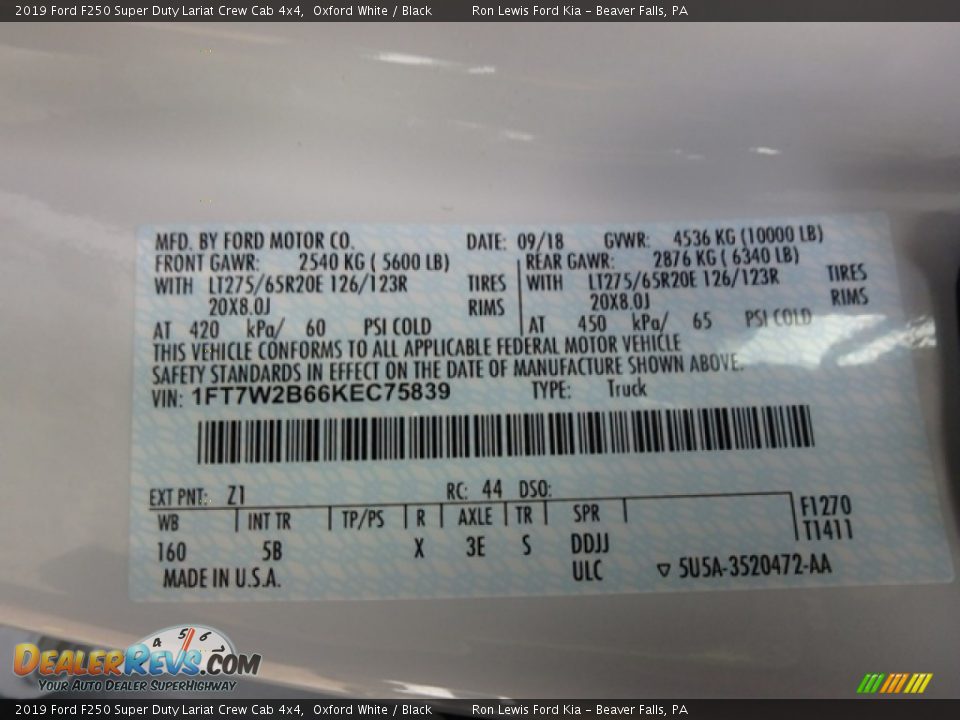 2019 Ford F250 Super Duty Lariat Crew Cab 4x4, Oxford White / Black Ron Lewis Ford Kia - Beaver Falls, PA
MFD. BY FORD MOTOR CO. DATE: 09/18 GVWR: 4536 KG (10000 LB)
FRONT GAWR: 2540 KG ( 5600 LB) REAR GAWR: 2876 KG ( 6340 LB)
WITH LT275/65R20E 126/123R TIRES WITH LT275/65R20E 126/123R TIRES
20X8.0J RIMS 20X8.0J RIMS
AT 420 kPa/ 60 PSI COLD AT 450 kPa/ 65 PSI COLD
THIS VEHICLE CONFORMS TO ALL APPLICABLE FEDERAL MOTOR VEHICLE
SAFETY STANDARDS IN EFFECT ON THE DATE OF MANUFACTURE SHOWN ABOVE.
VIN: 1FT7W2B66KEC75839 TYPE: Truck
EXT PNT: Z1 RC: 44 DSO:
WB INT TR TP/PS R AXLE TR SPR F1270
T1411
160 5B X 3E S DDJJ
MADE IN U.S.A. ULC ▽ 5U5A-3520472-AA
4 5 6
DEALERREVS.COM
YOUR AUTO DEALER SUPERHIGHWAY
2019 Ford F250 Super Duty Lariat Crew Cab 4x4, Oxford White / Black Ron Lewis Ford Kia - Beaver Falls, PA